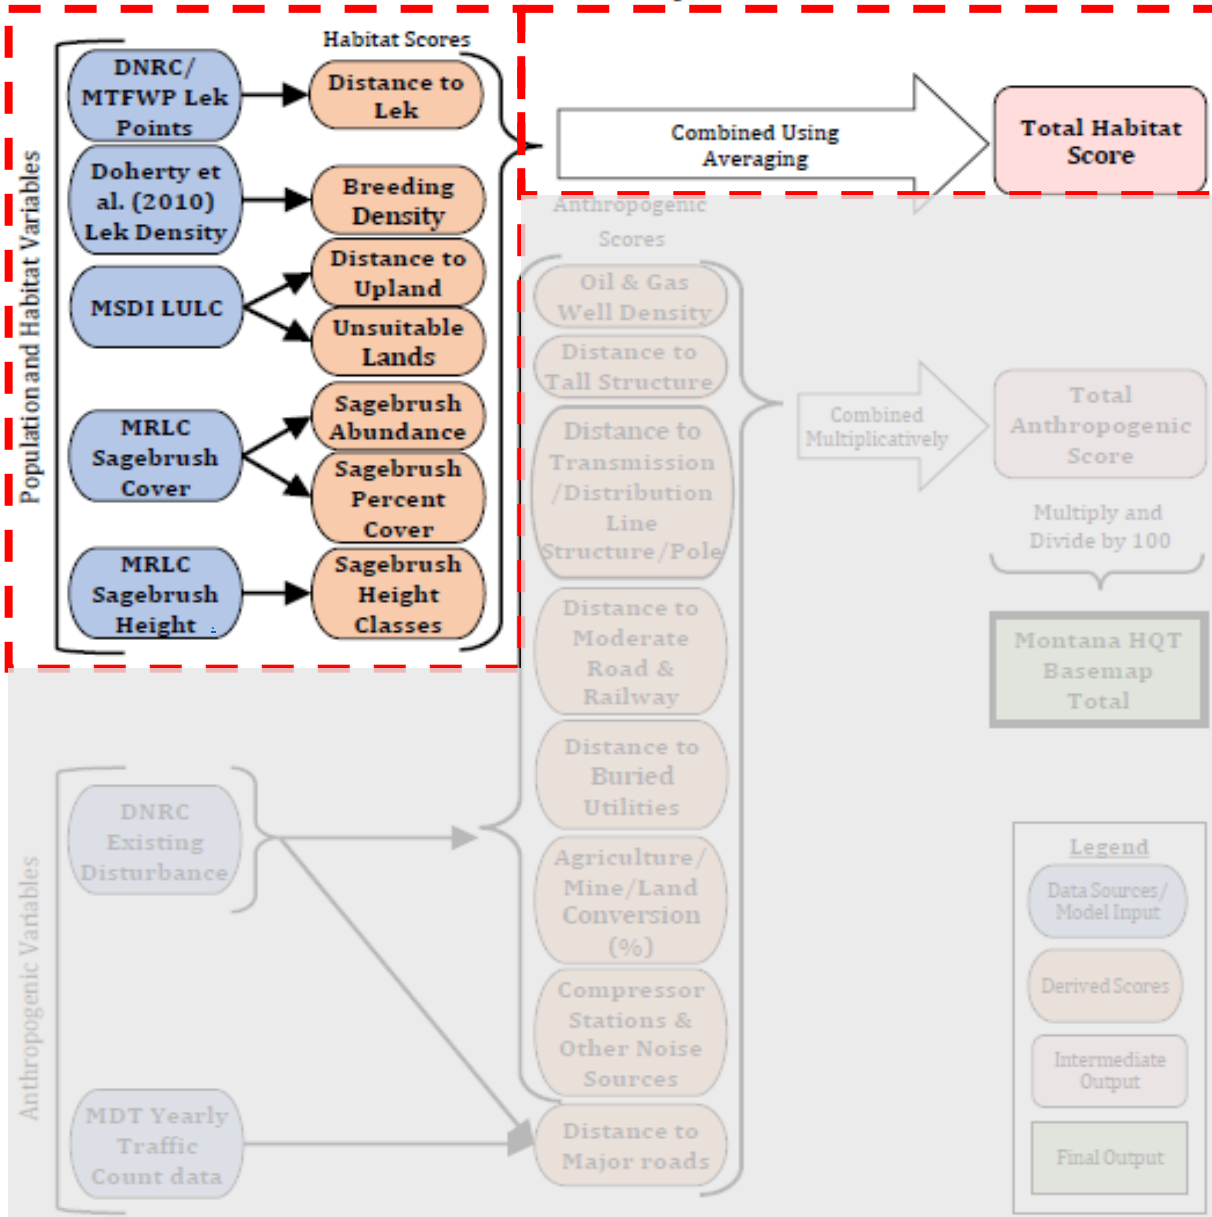 Habitat Scores
Population and Habitat Variables
DNRC/
MTFWP Lek
Points
Distance to
Lek
Combined Using
Averaging
Total Habitat
Score
Doherty et
al. (2010)
Lek Density
Breeding
Density
MSDI LULC
Distance to
Upland
Unsuitable
Lands
MRLC
Sagebrush
Cover
Sagebrush
Abundance
Sagebrush
Percent
Cover
MRLC
Sagebrush
Height
Sagebrush
Height
Classes
Anthropogenic
Scores
Oil & Gas
Well Density
Distance to
Tall Structure
Distance to
Transmission
/Distribution
Line
Structure/Pole
Distance to
Moderate
Road &
Railway
Distance to
Buried
Utilities
Agriculture/
Mine/Land
Conversion
(%)
Compressor
Stations &
Other Noise
Sources
Distance to
Major roads
Combined
Multiplicatively
Total
Anthropogenic
Score
Multiply and
Divide by 100
Montana HQT
Basemap
Total
Anthropogenic Variables
DNRC
Existing
Disturbance
MDT Yearly
Traffic
Count data
Legend
Data Sources/
Model Input
Derived Scores
Intermediate
Output
Final Output